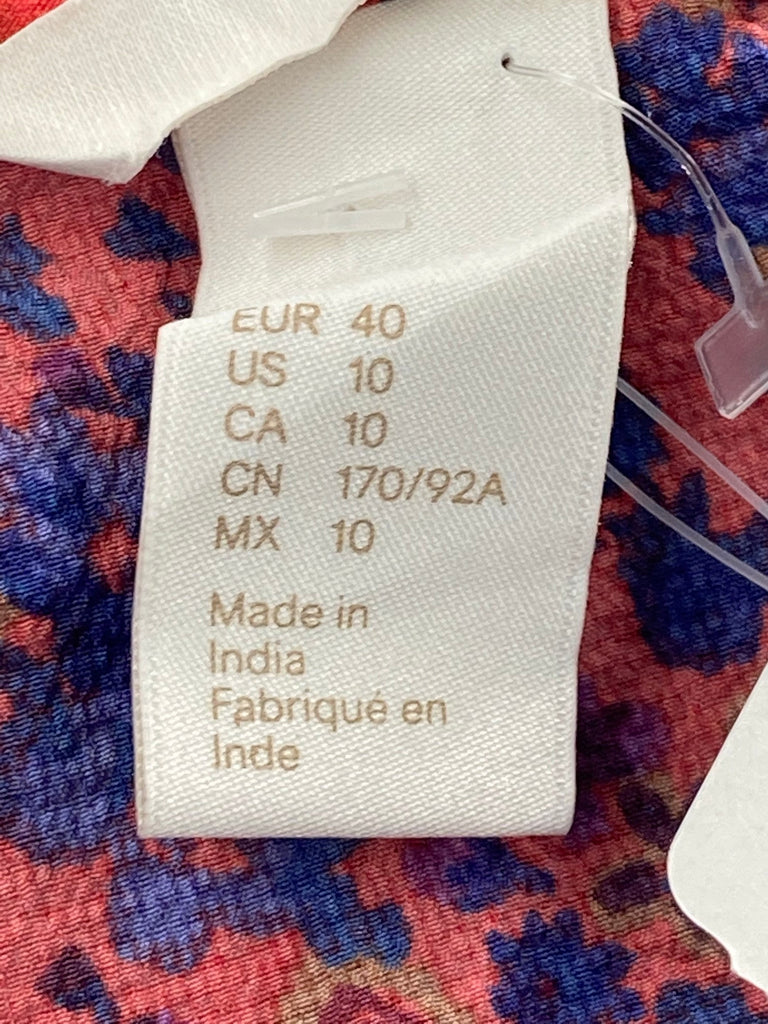 EUR 40
US 10
CA 10
CN 170/92A
MX 10
Made in
India
Fabriqué en
Inde